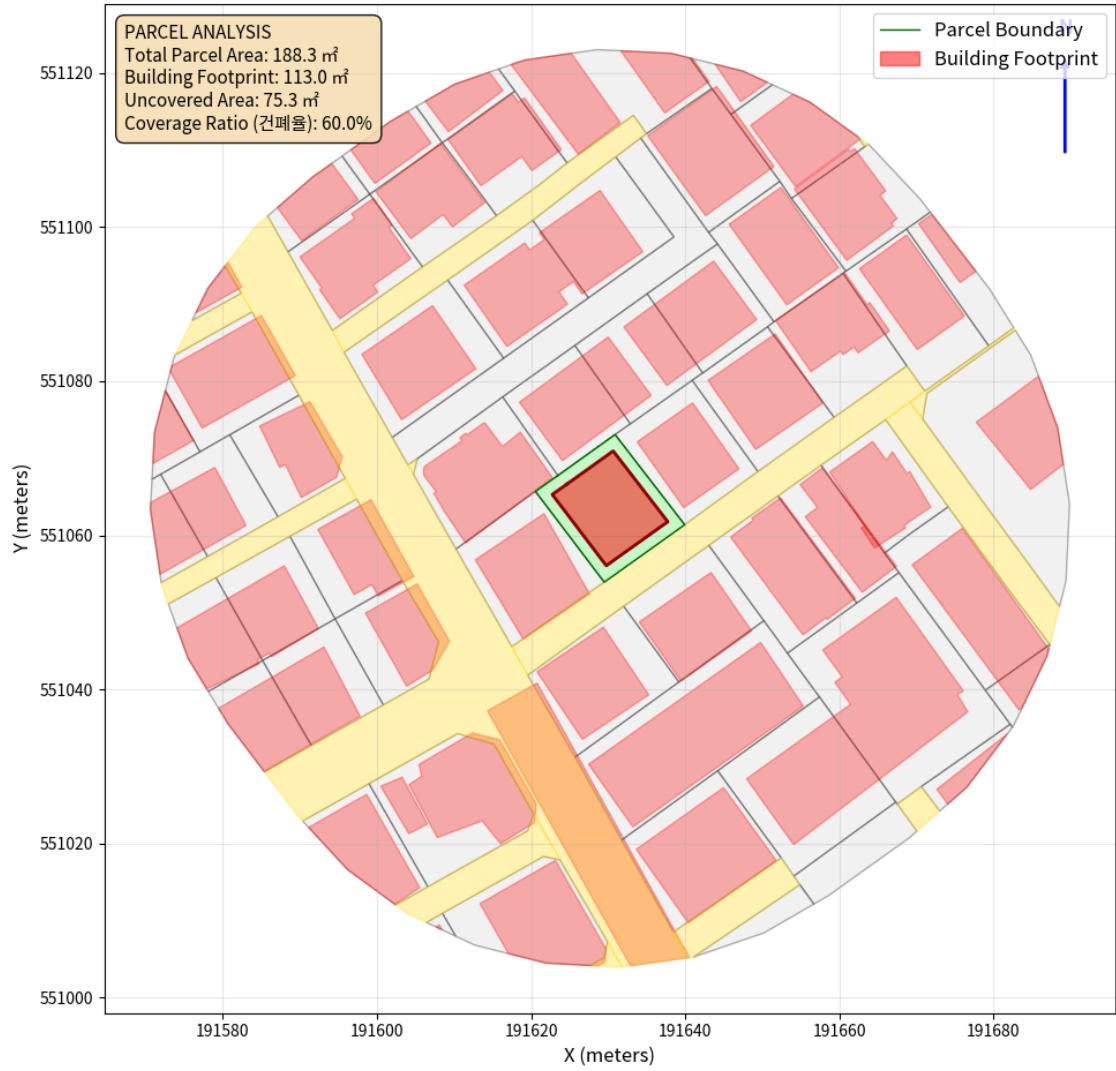 PARCEL ANALYSIS
Total Parcel Area: 188.3 ㎡
Building Footprint: 113.0 ㎡
Uncovered Area: 75.3 ㎡
Coverage Ratio (건폐율): 60.0%
N
Parcel Boundary
Building Footprint
551120
551100
551080
551060
551040
551020
551000
Y (meters)
191580
191600
191620
191640
191660
191680
X (meters)